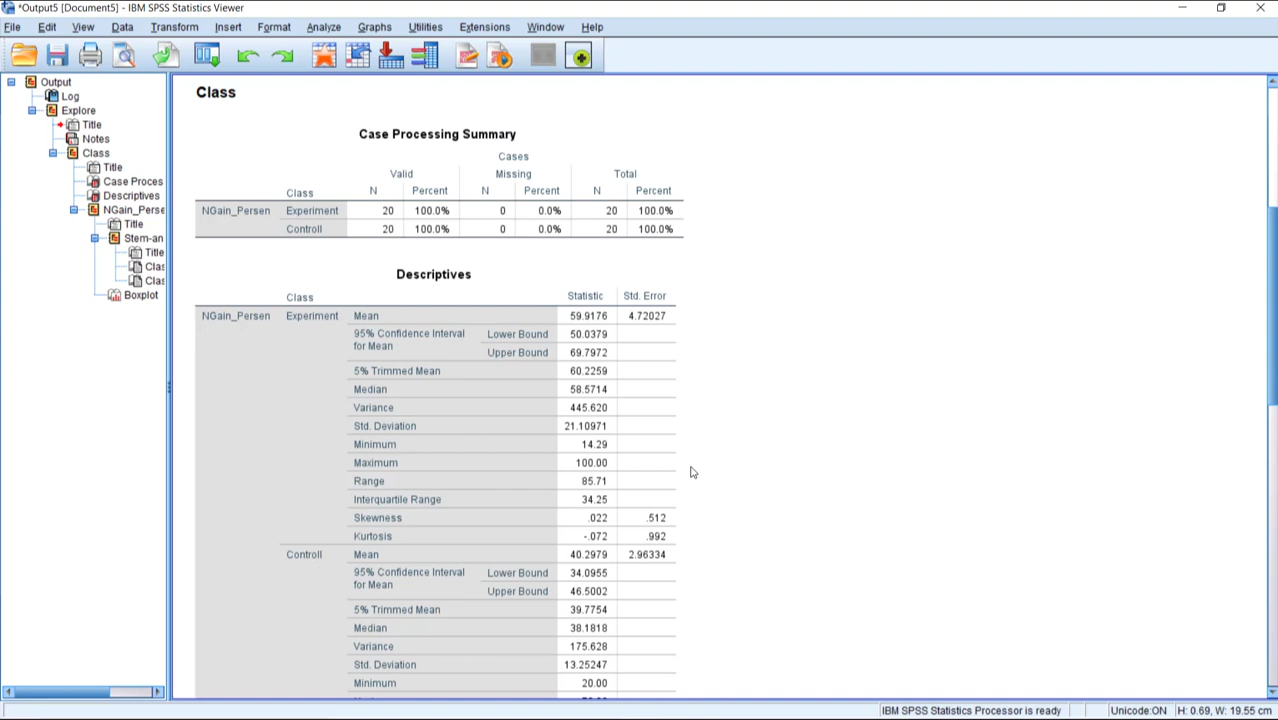 *Output5 [Document5] - IBM SPSS Statistics Viewer
File Edit View Data Transform Insert Format Analyze Graphs Utilities Extensions Window Help
Output
Log
Explore
Title
Notes
Class
Title
Case Proces
Descriptives
NGain_Perse
Title
Stem-an
Title
Clas
Clas
Boxplot
Class
Case Processing Summary
Cases
Valid Missing Total
Class N Percent N Percent N Percent
NGain_Persen Experiment 20 100.0% 0 0.0% 20 100.0%
Controll 20 100.0% 0 0.0% 20 100.0%
Descriptives
Class Statistic Std. Error
NGain_Persen Experiment Mean 59.9176 4.72027
95% Confidence Interval Lower Bound 50.0379
for Mean
Upper Bound 69.7972
5% Trimmed Mean 60.2259
Median 58.5714
Variance 445.620
Std. Deviation 21.10971
Minimum 14.29
Maximum 100.00
Range 85.71
Interquartile Range 34.25
Skewness .022 .512
Kurtosis -.072 .992
Controll Mean 40.2979 2.96334
95% Confidence Interval Lower Bound 34.0955
for Mean
Upper Bound 46.5002
5% Trimmed Mean 39.7754
Median 38.1818
Variance 175.628
Std. Deviation 13.25247
Minimum 20.00
IBM SPSS Statistics Processor is ready Unicode:ON H: 0.69, W: 19.55 cm